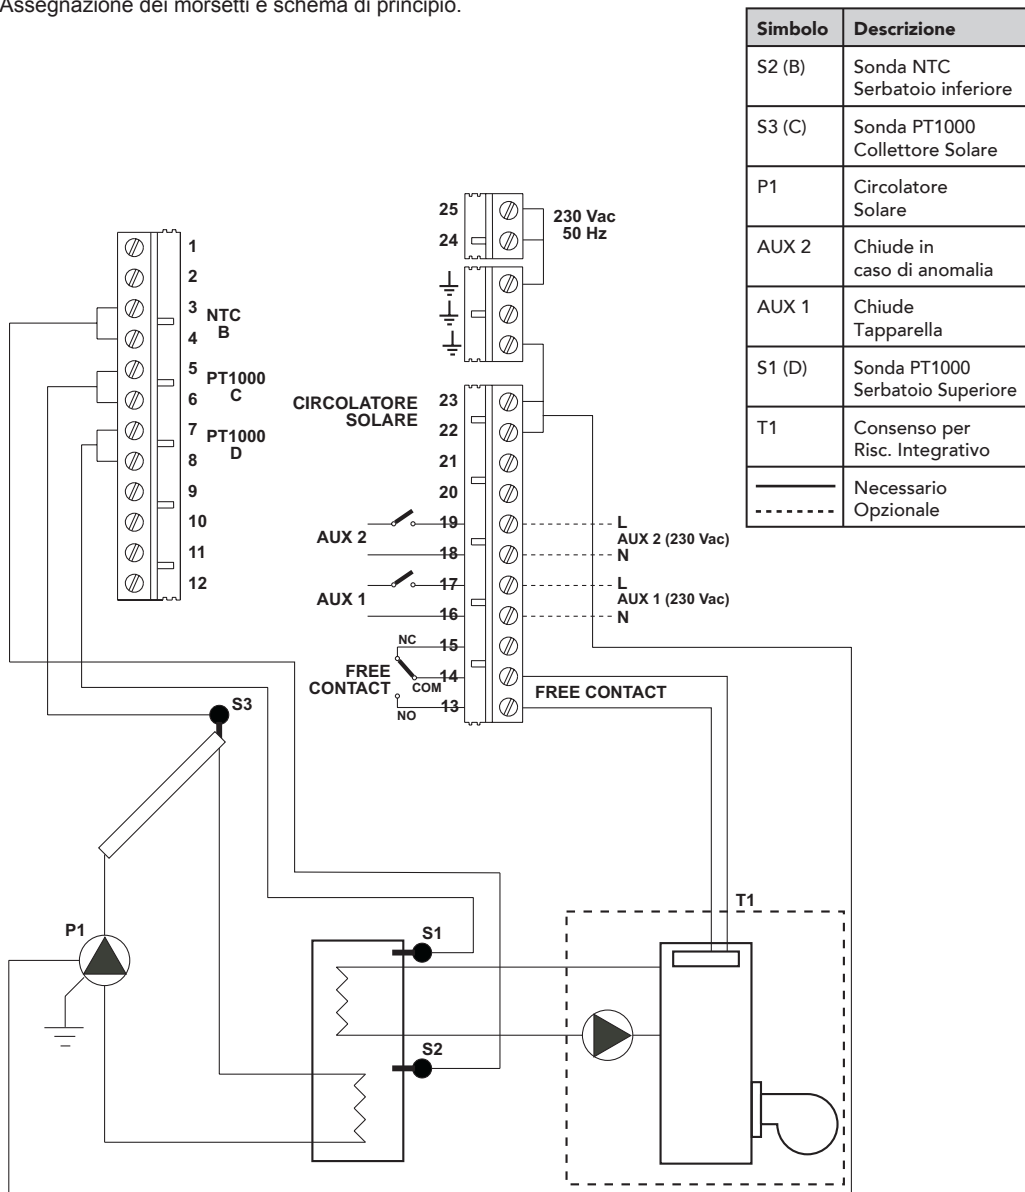 Assegnazione dei morsetti e schema di principio.
Simbolo Descrizione
S2 (B) Sonda NTC
Serbatoio inferiore
S3 (C) Sonda PT1000
Collettore Solare
P1 Circolatore
Solare
AUX 2 Chiude in
caso di anomalia
AUX 1 Chiude
Tapparella
S1 (D) Sonda PT1000
Serbatoio Superiore
T1 Consenso per
Risc. Integrativo
Necessario
Opzionale
1
2
3
4
5
6
7
8
9
10
11
12
NTC
B
PT1000
C
PT1000
D
25
24
230 Vac
50 Hz
CIRCOLATORE
SOLARE
23
22
21
20
19
18
17
16
15
14
13
AUX 2
AUX 1
L
AUX 2 (230 Vac)
N
L
AUX 1 (230 Vac)
N
NC
FREE
CONTACT
COM
NO
FREE CONTACT
S3
P1
S1
S2
T1